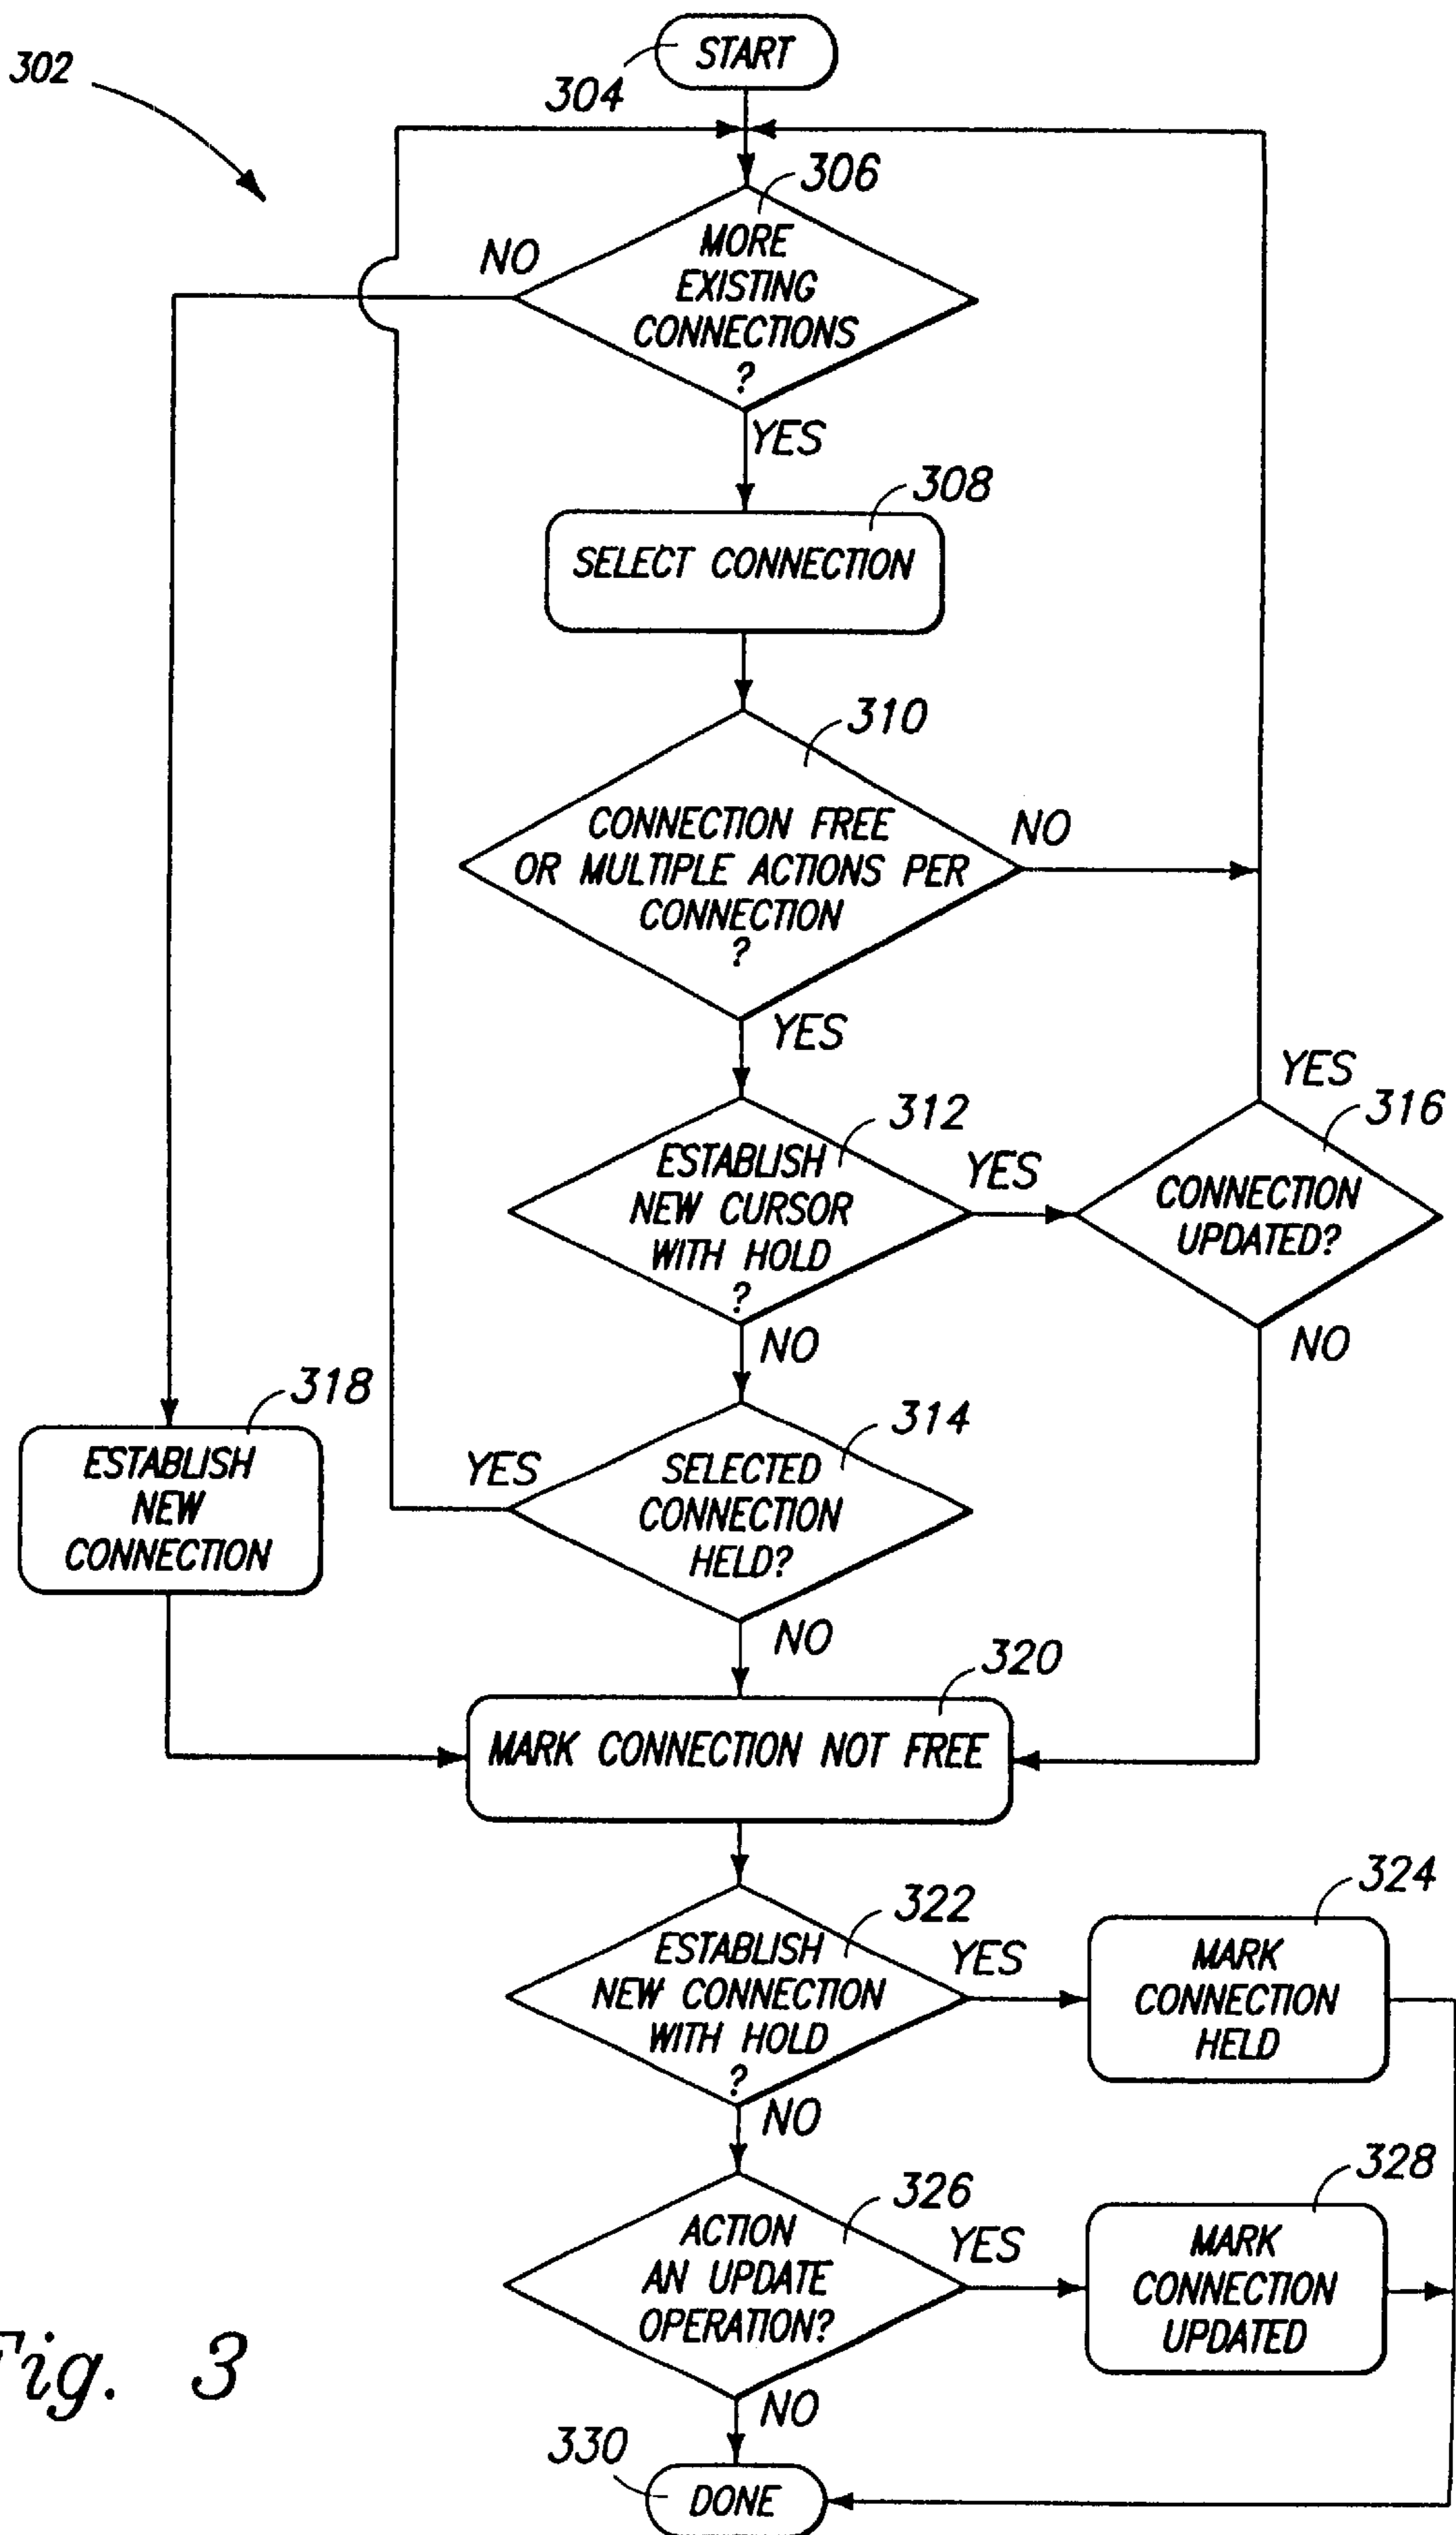 302
START
304
306
MORE
EXISTING
CONNECTIONS
?
NO
YES
308
SELECT CONNECTION
310
CONNECTION FREE
OR MULTIPLE ACTIONS PER
CONNECTION
?
NO
YES
312
ESTABLISH
NEW CURSOR
WITH HOLD
?
YES
NO
YES
316
CONNECTION
UPDATED?
NO
318
ESTABLISH
NEW
CONNECTION
314
SELECTED
CONNECTION
HELD?
YES
NO
320
MARK CONNECTION NOT FREE
322
ESTABLISH
NEW CONNECTION
WITH HOLD
?
YES
NO
324
MARK
CONNECTION
HELD
326
ACTION
AN UPDATE
OPERATION?
YES
NO
328
MARK
CONNECTION
UPDATED
330
DONE
Fig. 3